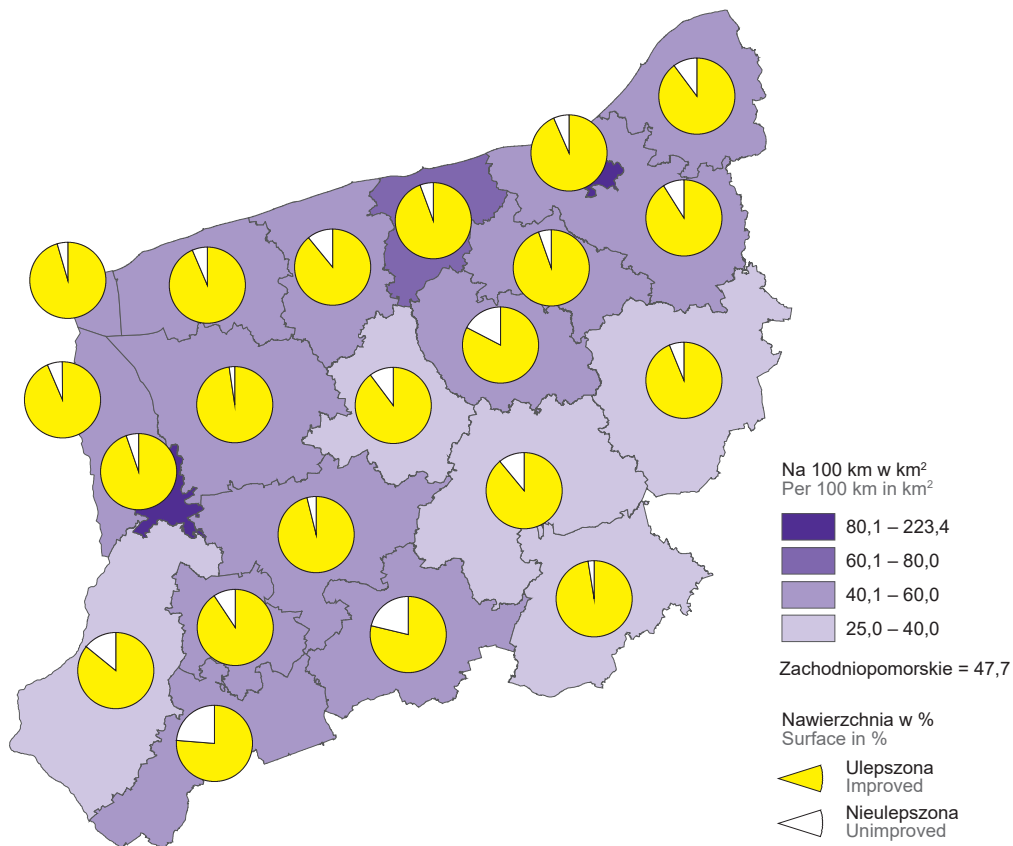 Na 100 km w km²
Per 100 km in km²
80,1 – 223,4
60,1 – 80,0
40,1 – 60,0
25,0 – 40,0
Zachodniopomorskie = 47,7
Nawierzchnia w %
Surface in %
Ulepszona
Improved
Nieulepszona
Unimproved